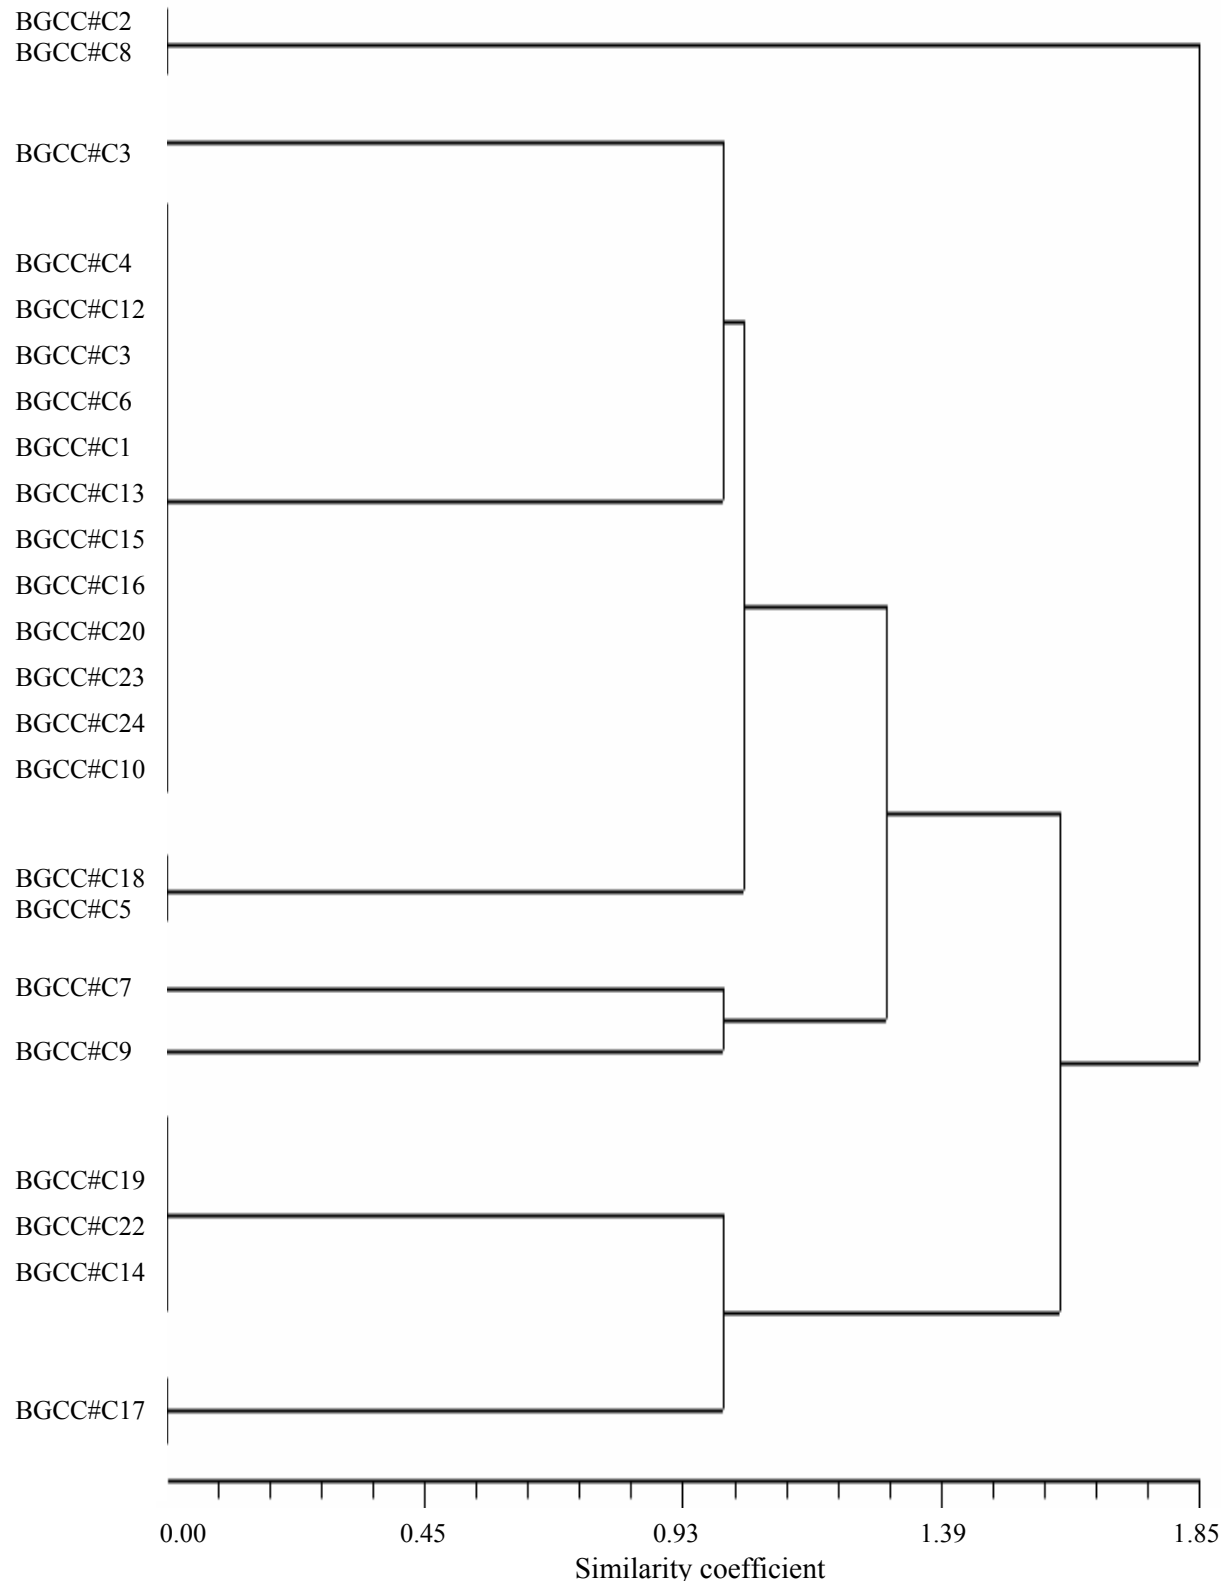 BGCC#C2
BGCC#C8
BGCC#C3
BGCC#C4
BGCC#C12
BGCC#C3
BGCC#C6
BGCC#C1
BGCC#C13
BGCC#C15
BGCC#C16
BGCC#C20
BGCC#C23
BGCC#C24
BGCC#C10
BGCC#C18
BGCC#C5
BGCC#C7
BGCC#C9
BGCC#C19
BGCC#C22
BGCC#C14
BGCC#C17
0.00 0.45 0.93 1.39 1.85
Similarity coefficient